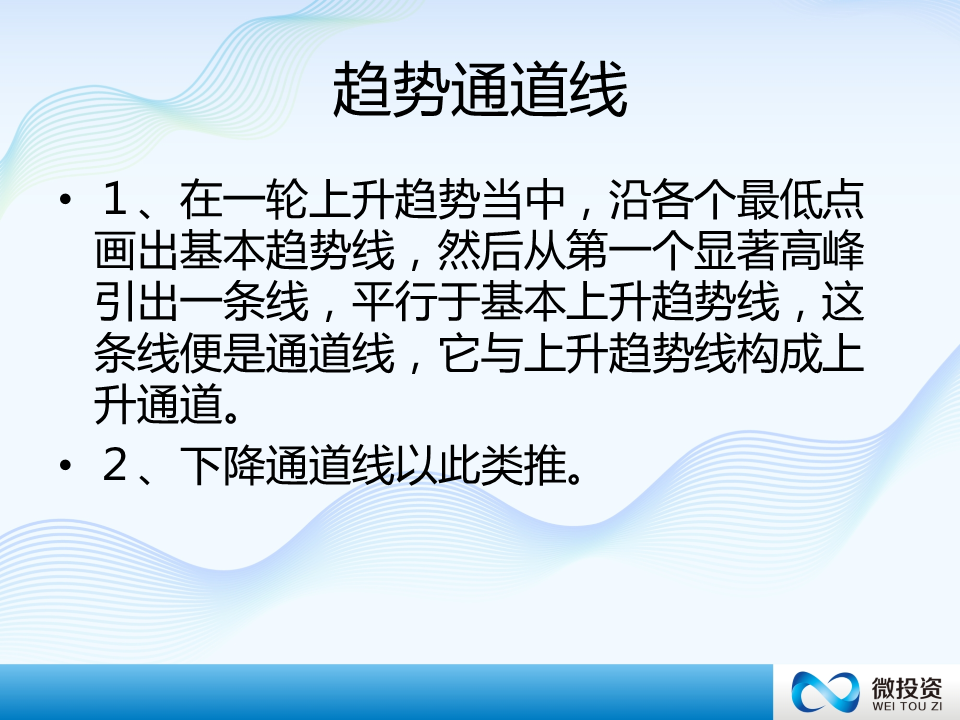 趋势通道线
• １、在一轮上升趋势当中，沿各个最低点
画出基本趋势线，然后从第一个显著高峰
引出一条线，平行于基本上升趋势线，这
条线便是通道线，它与上升趋势线构成上
升通道。
• ２、下降通道线以此类推。
微投资
WEI TOU ZI